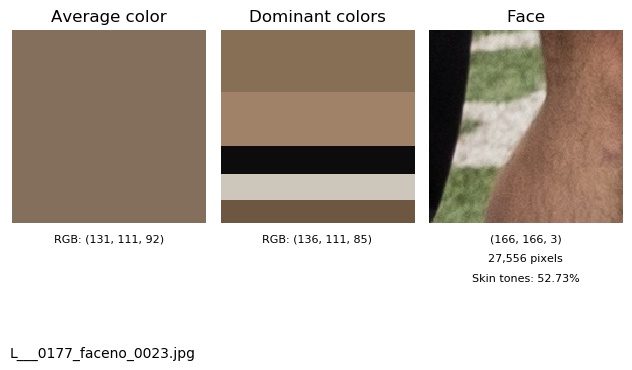 Average color
Dominant colors
Face
RGB: (131, 111, 92)
RGB: (136, 111, 85)
(166, 166, 3)
27,556 pixels
Skin tones: 52.73%
L___0177_faceno_0023.jpg